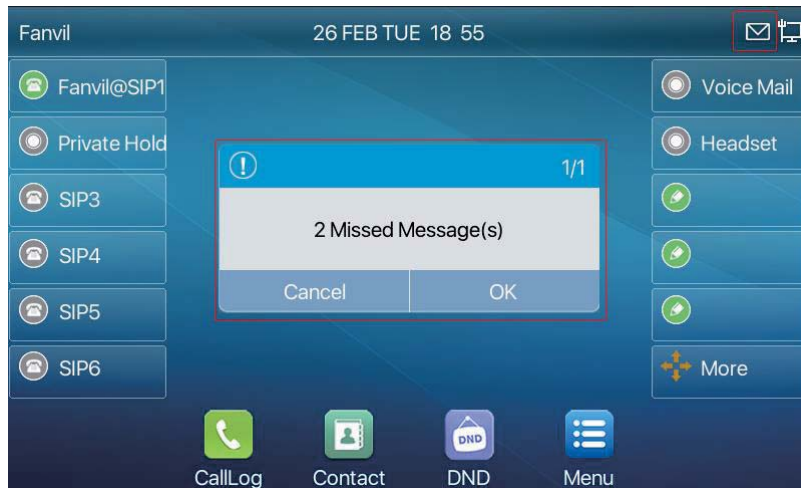 Fanvil 26 FEB TUE 18 55
Fanvil@SIP1
Private Hold
SIP3
SIP4
SIP5
SIP6
1/1
2 Missed Message(s)
Cancel OK
Voice Mail
Headset
More
CallLog Contact DND Menu
DND